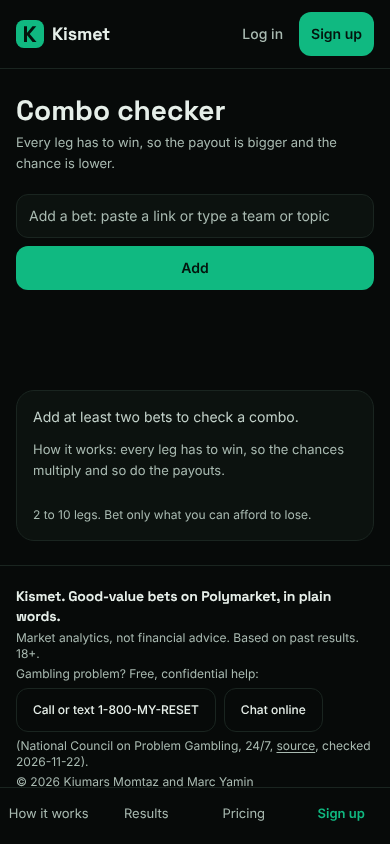 K Kismet
Log in
Sign up
Combo checker
Every leg has to win, so the payout is bigger and the
chance is lower.
Add a bet: paste a link or type a team or topic
Add
Add at least two bets to check a combo.
How it works: every leg has to win, so the chances
multiply and so do the payouts.
2 to 10 legs. Bet only what you can afford to lose.
Kismet. Good-value bets on Polymarket, in plain
words.
Market analytics, not financial advice. Based on past results.
18+.
Gambling problem? Free, confidential help:
Call or text 1-800-MY-RESET
Chat online
(National Council on Problem Gambling, 24/7, source, checked
2026-11-22).
© 2026 Kiumars Momtaz and Marc Yamin
How it works
Results
Pricing
Sign up